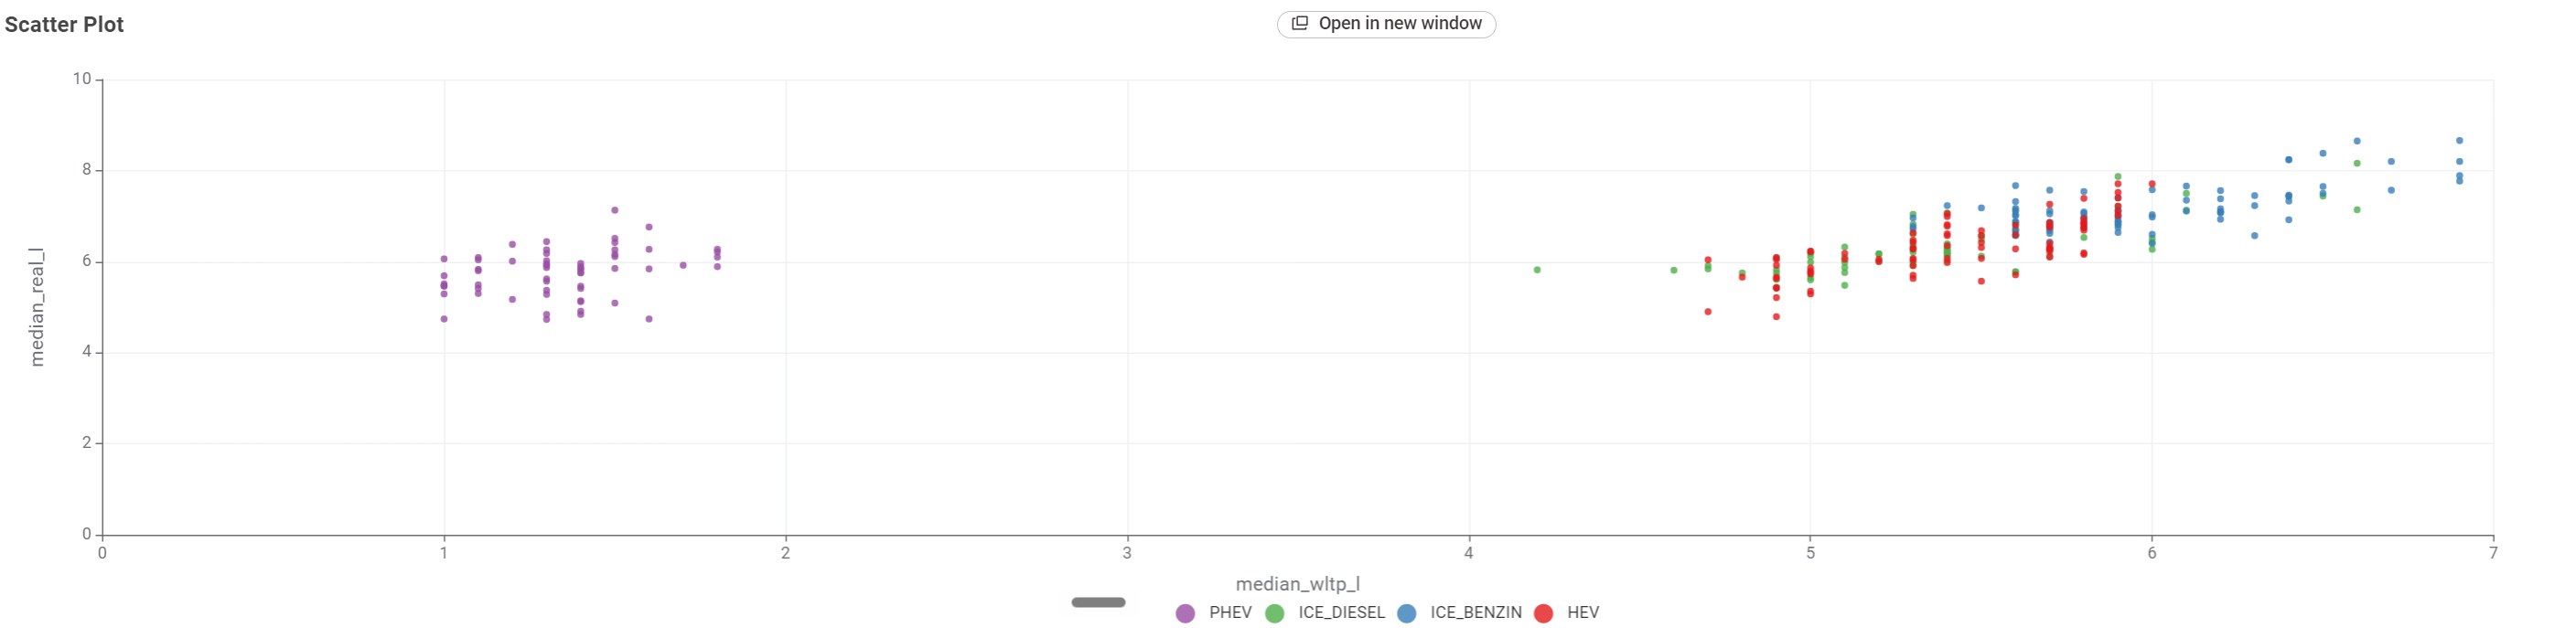 Scatter Plot
Open in new window
10
8
6
4
2
0
median_real_l
0 1 2 3 4 5 6 7
median_wltp_l
PHEV ICE_DIESEL ICE_BENZIN HEV